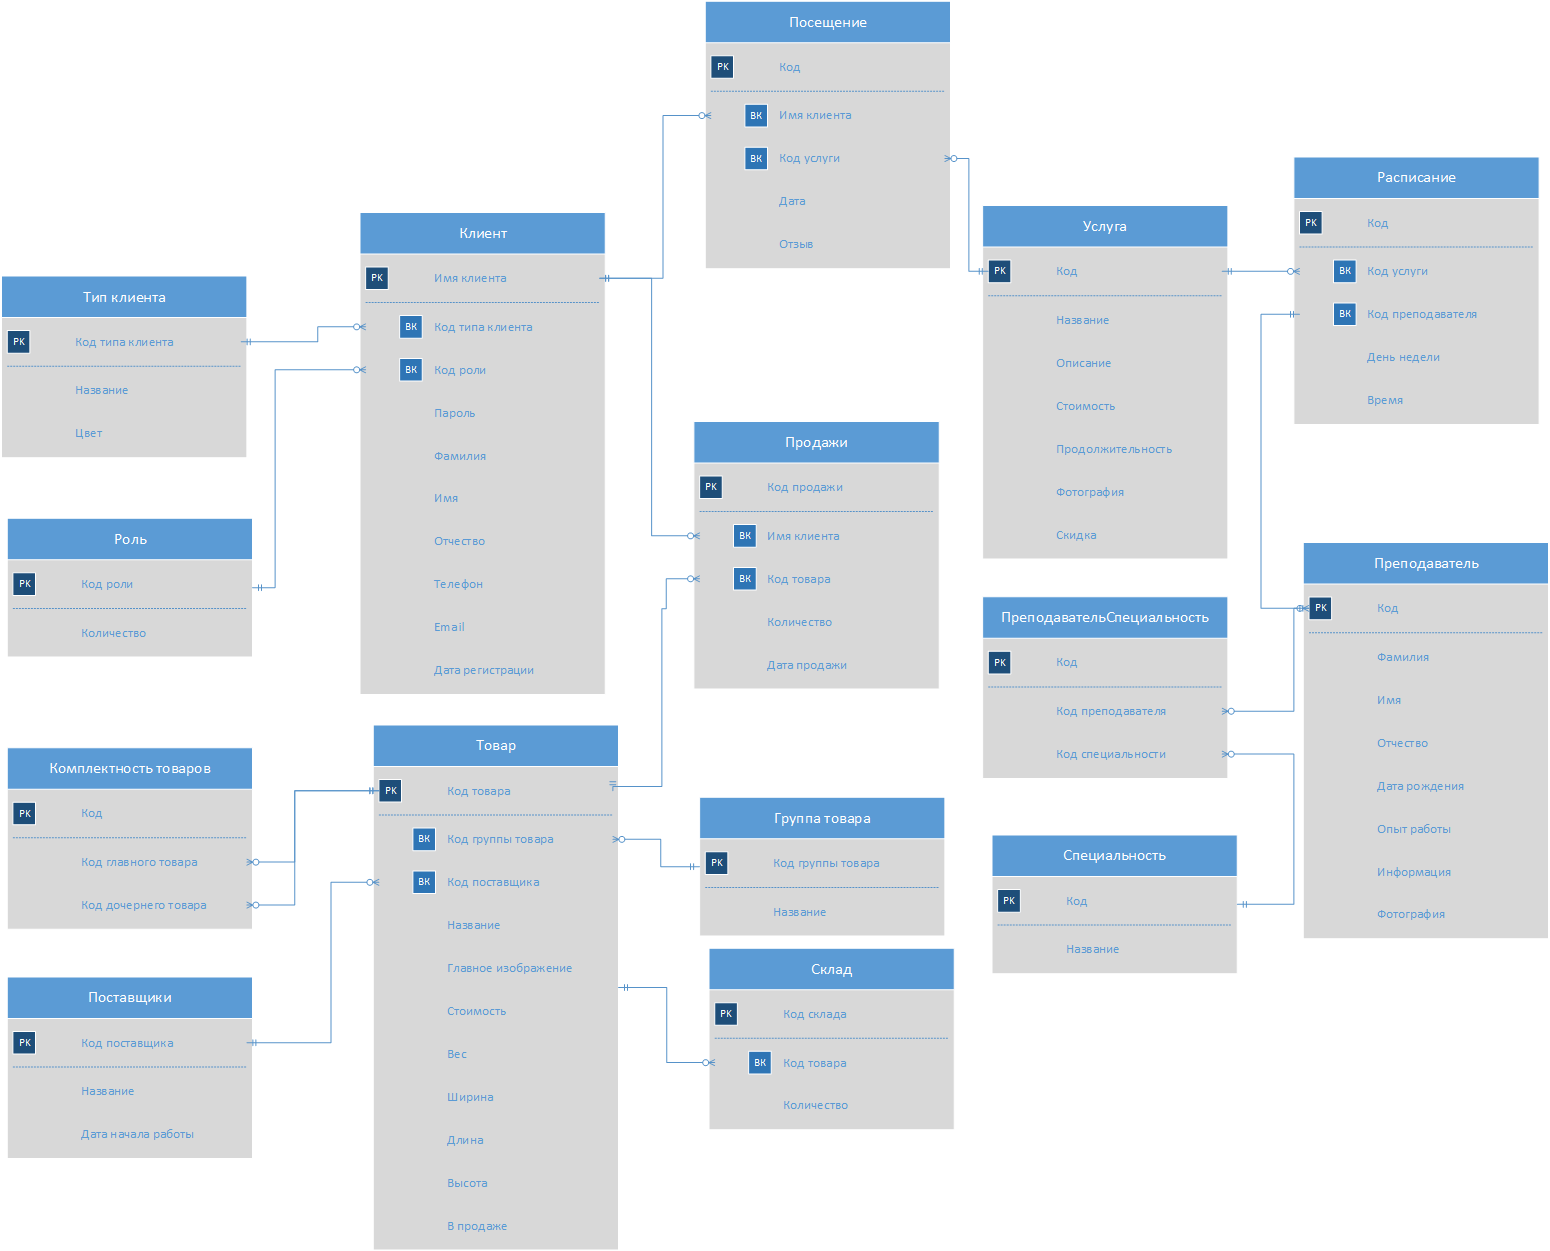 Посещение
PK Код
ВК Имя клиента
ВК Код услуги
Дата
Отзыв
Расписание
PK Код
ВК Код услуги
ВК Код преподавателя
День недели
Время
Услуга
PK Код
Название
Описание
Стоимость
Продолжительность
Фотография
Скидка
Клиент
PK Имя клиента
ВК Код типа клиента
ВК Код роли
Пароль
Фамилия
Имя
Отчество
Телефон
Email
Дата регистрации
Тип клиента
PK Код типа клиента
Название
Цвет
Продажи
PK Код продажи
ВК Имя клиента
ВК Код товара
Количество
Дата продажи
Роль
PK Код роли
Количество
Преподаватель
PK Код
Фамилия
Имя
Отчество
Дата рождения
Опыт работы
Информация
Фотография
ПреподавательСпециальность
PK Код
Код преподавателя
Код специальности
Товар
PK Код товара
ВК Код группы товара
ВК Код поставщика
Название
Главное изображение
Стоимость
Вес
Ширина
Длина
Высота
В продаже
Комплектность товаров
PK Код
Код главного товара
Код дочернего товара
Группа товара
PK Код группы товара
Название
Специальность
PK Код
Название
Склад
PK Код склада
ВК Код товара
Количество
Поставщики
PK Код поставщика
Название
Дата начала работы